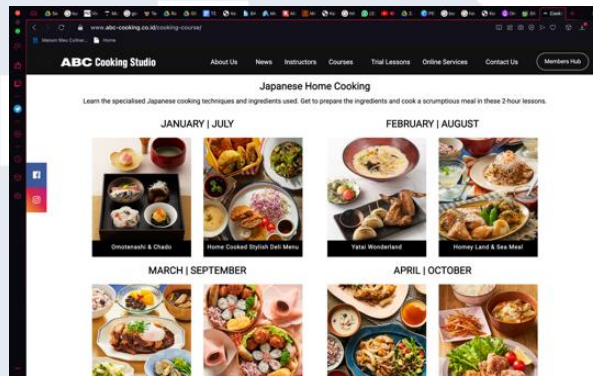 www.abc-cooking.co.id/cooking-course/
Home
ABC Cooking Studio
About Us
News
Instructors
Courses
Trial Lessons
Online Services
Contact Us
Members Hub
Japanese Home Cooking
Learn the specialised Japanese cooking techniques and ingredients used. Get to prepare the ingredients and cook a scrumptious meal in these 2-hour lessons.
JANUARY | JULY
FEBRUARY | AUGUST
Omotenashi & Chado
Home Cooked Stylish Deli Menu
Yatai Wonderland
Homey Land & Sea Meal
MARCH | SEPTEMBER
APRIL | OCTOBER